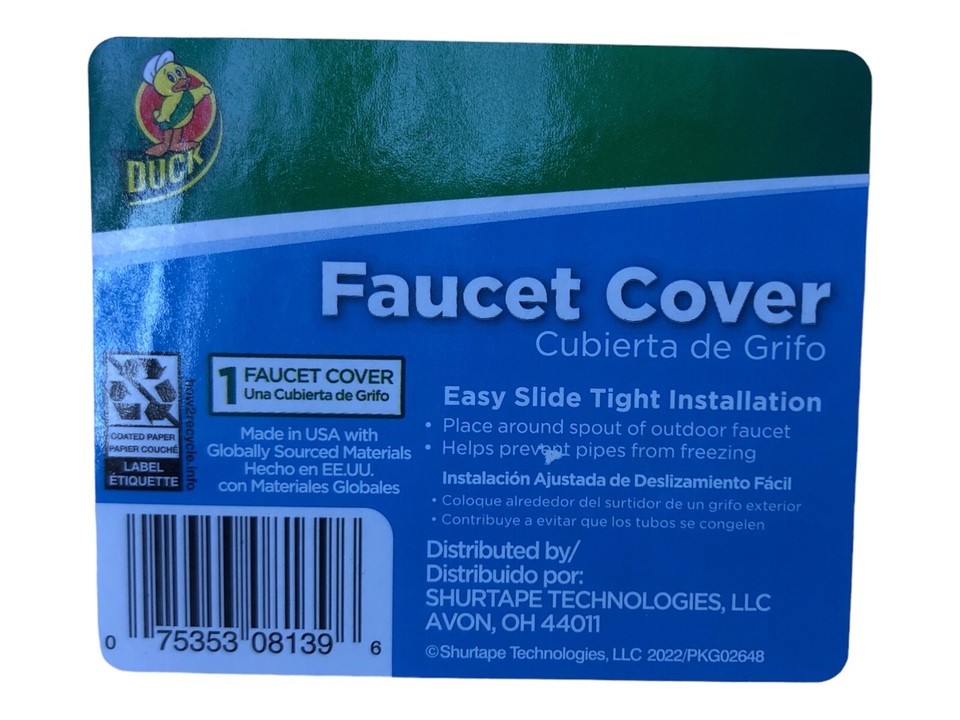 DUCK
Faucet Cover
Cubierta de Grifo
1 FAUCET COVER
Una Cubierta de Grifo
Made in USA with
Globally Sourced Materials
Hecho en EE.UU.
con Materiales Globales
how2recycle.info
COATED PAPER
PAPIER COUCHÉ
LABEL
ÉTIQUETTE
Easy Slide Tight Installation
• Place around spout of outdoor faucet
• Helps prevent pipes from freezing
Instalación Ajustada de Deslizamiento Fácil
• Coloque alrededor del surtidor de un grifo exterior
• Contribuye a evitar que los tubos se congelen
Distributed by/
Distribuido por:
SHURTAPE TECHNOLOGIES, LLC
AVON, OH 44011
©Shurtape Technologies, LLC 2022/PKG02648
0 75353 08139 6